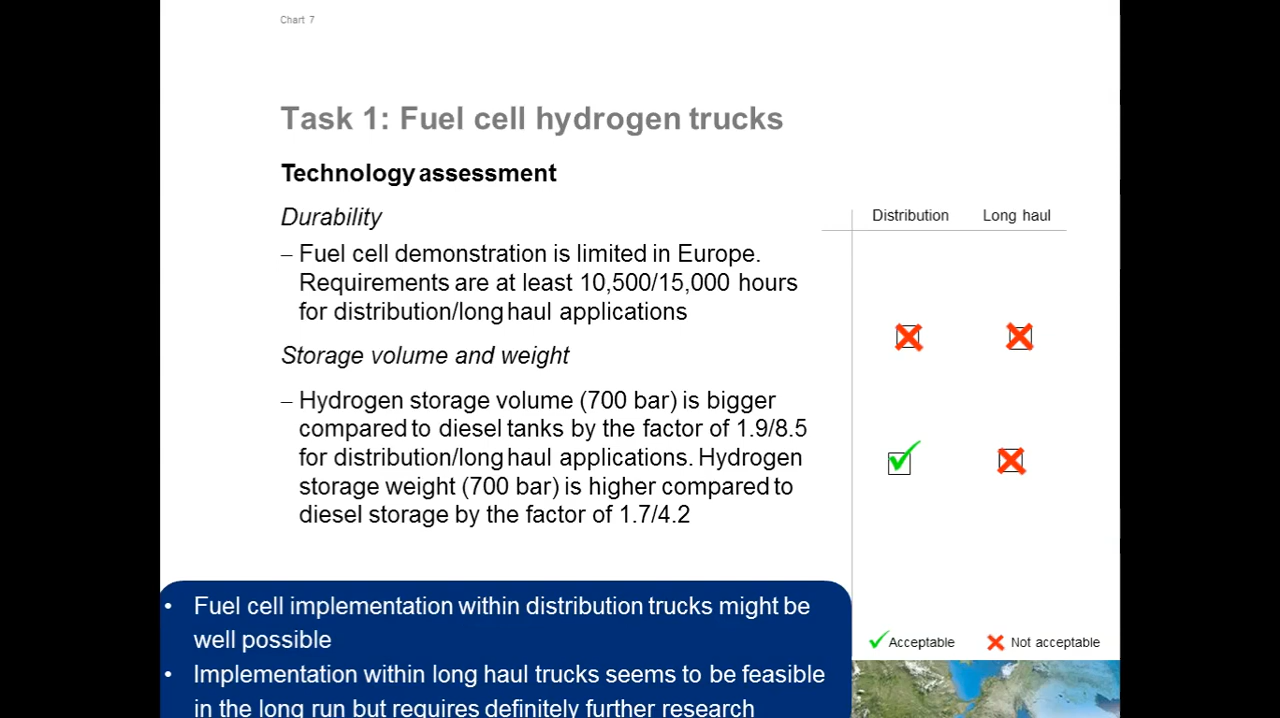 Chart 7
Task 1: Fuel cell hydrogen trucks
Technology assessment
Durability
Distribution Long haul
– Fuel cell demonstration is limited in Europe.
Requirements are at least 10,500/15,000 hours
for distribution/long haul applications
Storage volume and weight
– Hydrogen storage volume (700 bar) is bigger
compared to diesel tanks by the factor of 1.9/8.5
for distribution/long haul applications. Hydrogen
storage weight (700 bar) is higher compared to
diesel storage by the factor of 1.7/4.2
• Fuel cell implementation within distribution trucks might be
well possible
Acceptable Not acceptable
• Implementation within long haul trucks seems to be feasible
in the long run but requires definitely further research